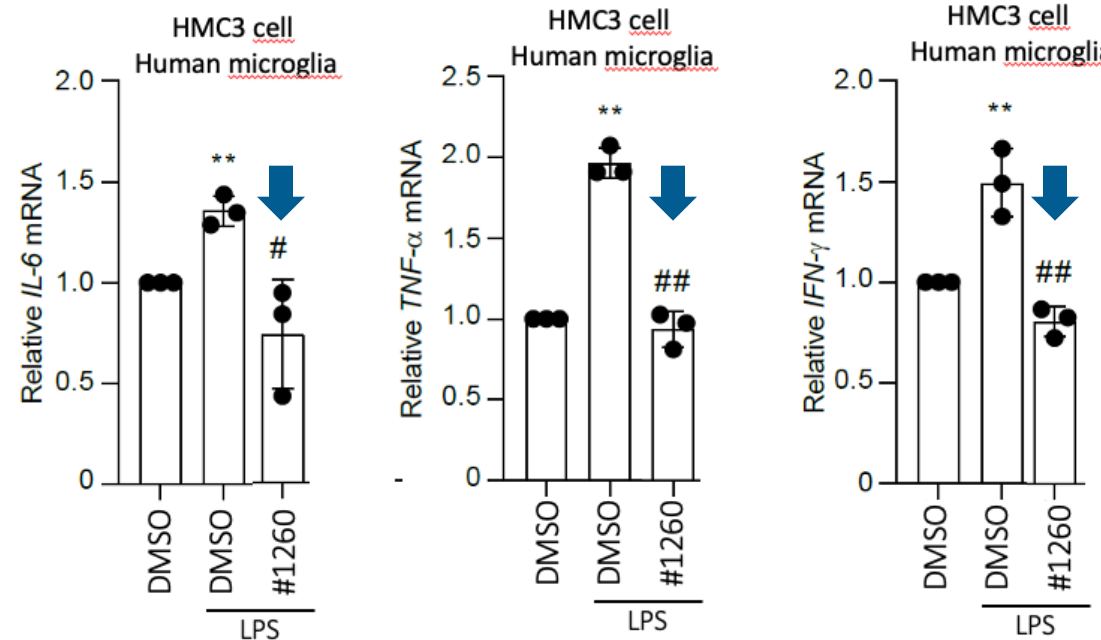 HMC3 cell
Human microglia
Relative IL-6 mRNA
2.0
1.5
1.0
0.5
0
**
#
DMSO
DMSO
#1260
LPS
HMC3 cell
Human microglia
Relative TNF-α mRNA
2.5
2.0
1.5
1.0
0.5
0
**
##
DMSO
DMSO
#1260
LPS
HMC3 cell
Human microglia
Relative IFN-γ mRNA
2.0
1.5
1.0
0.5
0
**
##
DMSO
DMSO
#1260
LPS